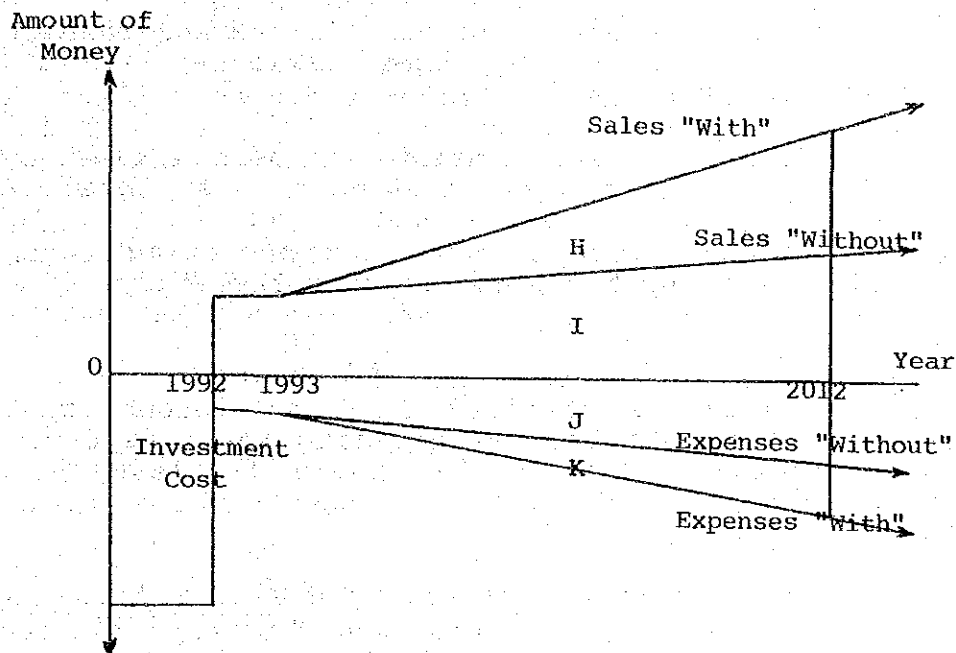 Amount of
Money
Sales "With"
Sales "Without"
H
I
0
Year
1992
1993
2012
J
Investment
Cost
Expenses "Without"
K
Expenses "With"